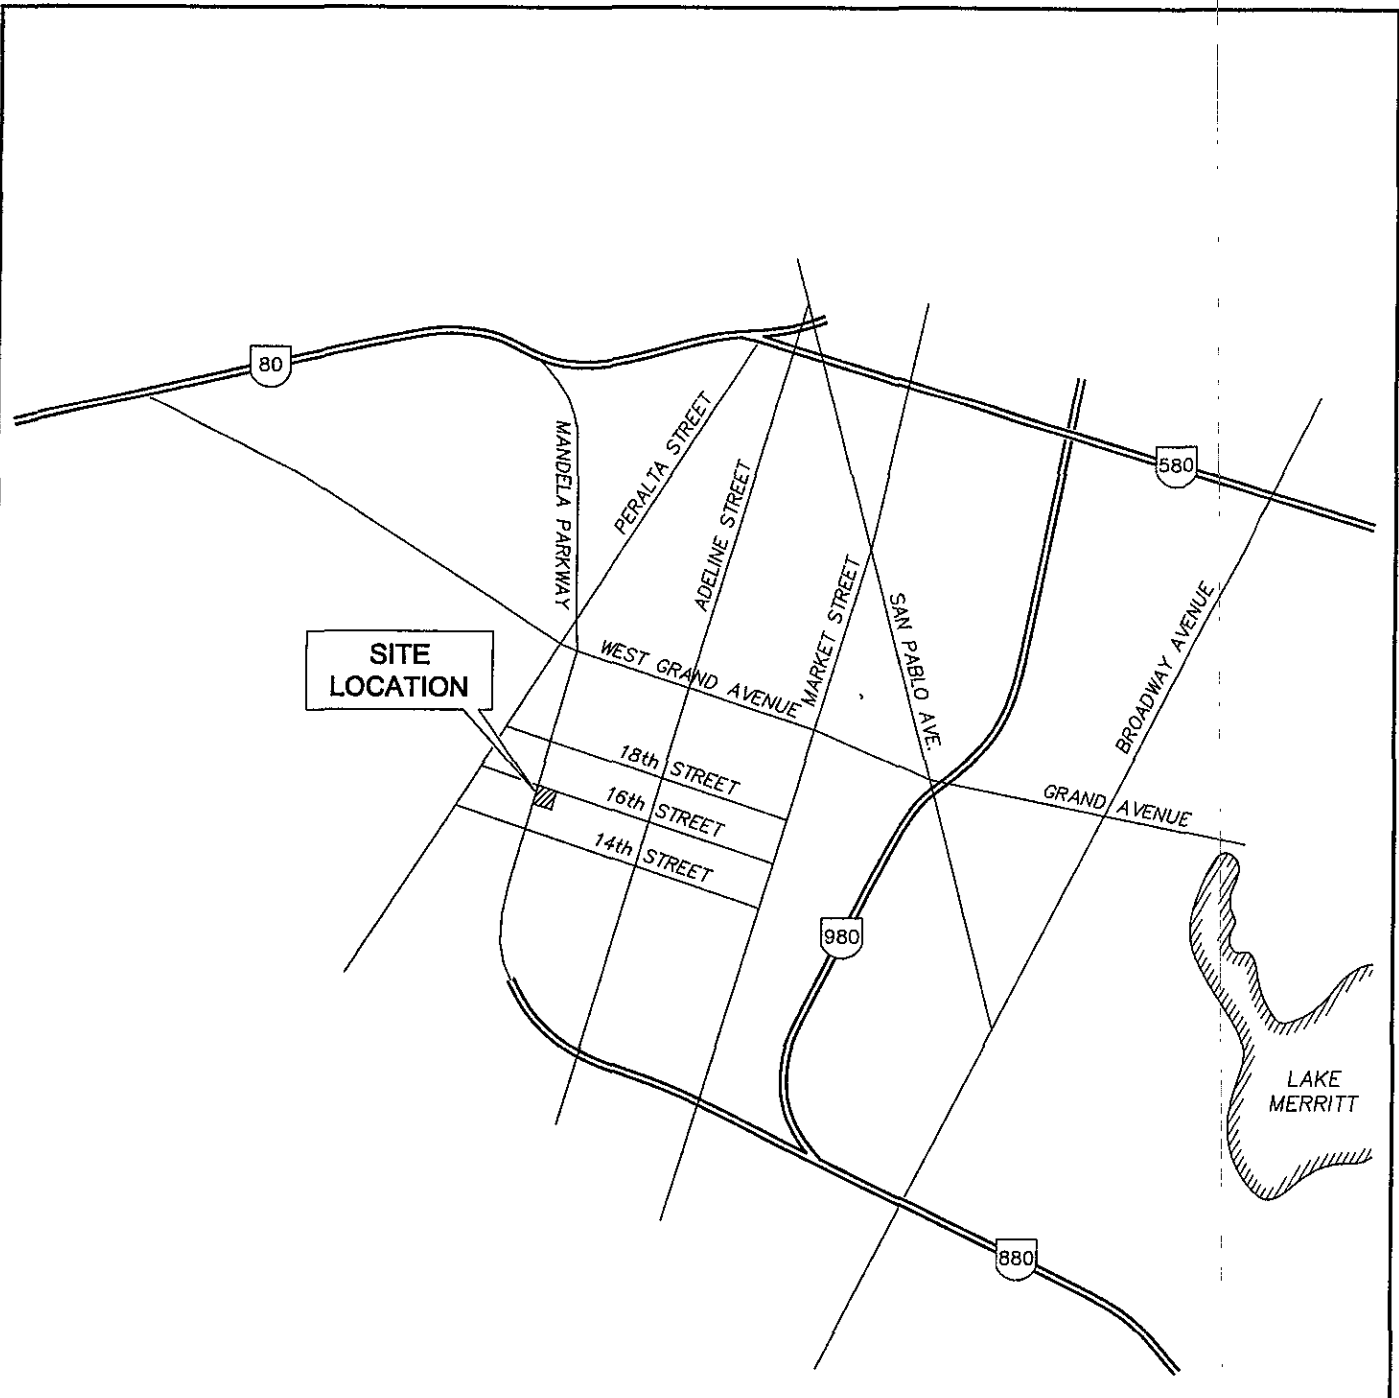 80
MANDELA PARKWAY
PERALTA STREET
ADELINE STREET
580
MARKET STREET
SAN PABLO AVE.
BROADWAY AVENUE
SITE
LOCATION
WEST GRAND AVENUE
18th STREET
16th STREET
14th STREET
GRAND AVENUE
980
LAKE
MERRITT
880